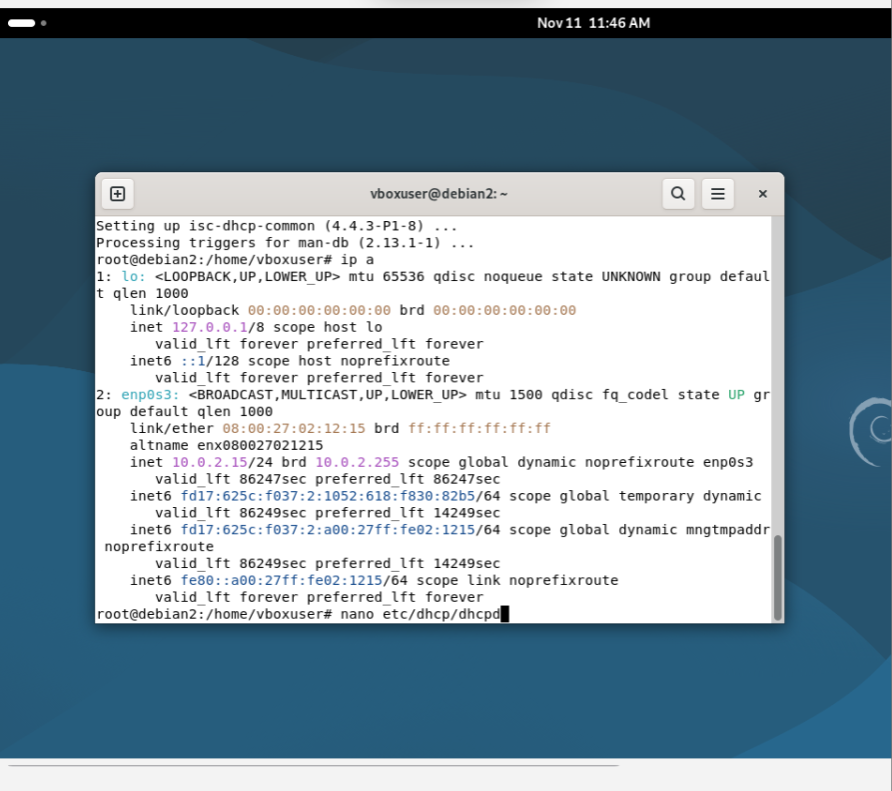 Nov 11  11:46 AM
vboxuser@debian2: ~
Setting up isc-dhcp-common (4.4.3-P1-8) ...
Processing triggers for man-db (2.13.1-1) ...
root@debian2:/home/vboxuser# ip a
1: lo: <LOOPBACK,UP,LOWER_UP> mtu 65536 qdisc noqueue state UNKNOWN group defaul
t qlen 1000
    link/loopback 00:00:00:00:00:00 brd 00:00:00:00:00:00
    inet 127.0.0.1/8 scope host lo
       valid_lft forever preferred_lft forever
    inet6 ::1/128 scope host noprefixroute
       valid_lft forever preferred_lft forever
2: enp0s3: <BROADCAST,MULTICAST,UP,LOWER_UP> mtu 1500 qdisc fq_codel state UP gr
oup default qlen 1000
    link/ether 08:00:27:02:12:15 brd ff:ff:ff:ff:ff:ff
    altname enx080027021215
    inet 10.0.2.15/24 brd 10.0.2.255 scope global dynamic noprefixroute enp0s3
       valid_lft 86247sec preferred_lft 86247sec
    inet6 fd17:625c:f037:2:1052:618:f830:82b5/64 scope global temporary dynamic
       valid_lft 86249sec preferred_lft 14249sec
    inet6 fd17:625c:f037:2:a00:27ff:fe02:1215/64 scope global dynamic mngtmpaddr
 noprefixroute
       valid_lft 86249sec preferred_lft 14249sec
    inet6 fe80::a00:27ff:fe02:1215/64 scope link noprefixroute
       valid_lft forever preferred_lft forever
root@debian2:/home/vboxuser# nano etc/dhcp/dhcpd